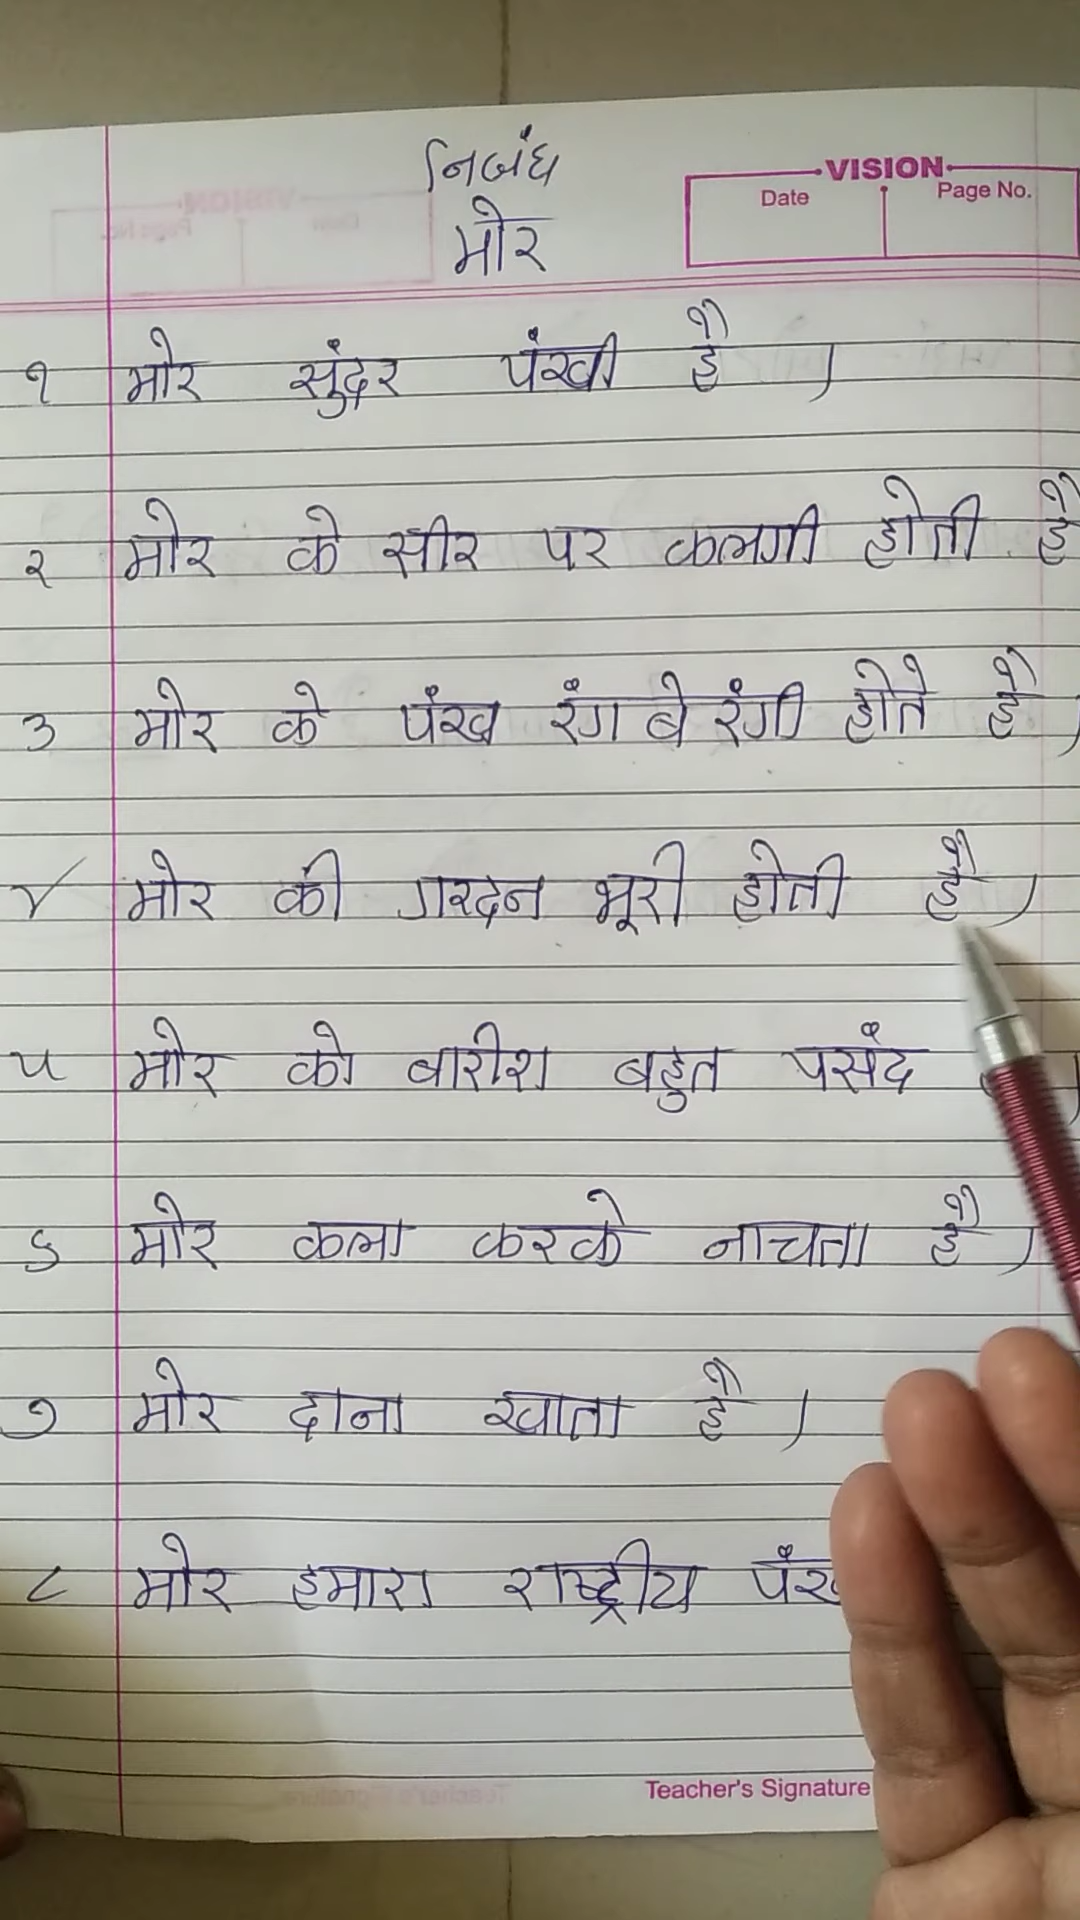 निबंध
VISION
Date Page No.
मोर
१ मोर सुंदर पंखी है।
२ मोर के सीर पर कलगी होती है
३ मोर के पंख रंग बे रंगी होते है।
४ मोर की गरदन भूरी होती है।
५ मोर को बारीश बहुत पसंद
६ मोर कला करके नाचता है।
७ मोर दाना खाता है।
८ मोर हमारा राष्ट्रीय
Teacher's Signature